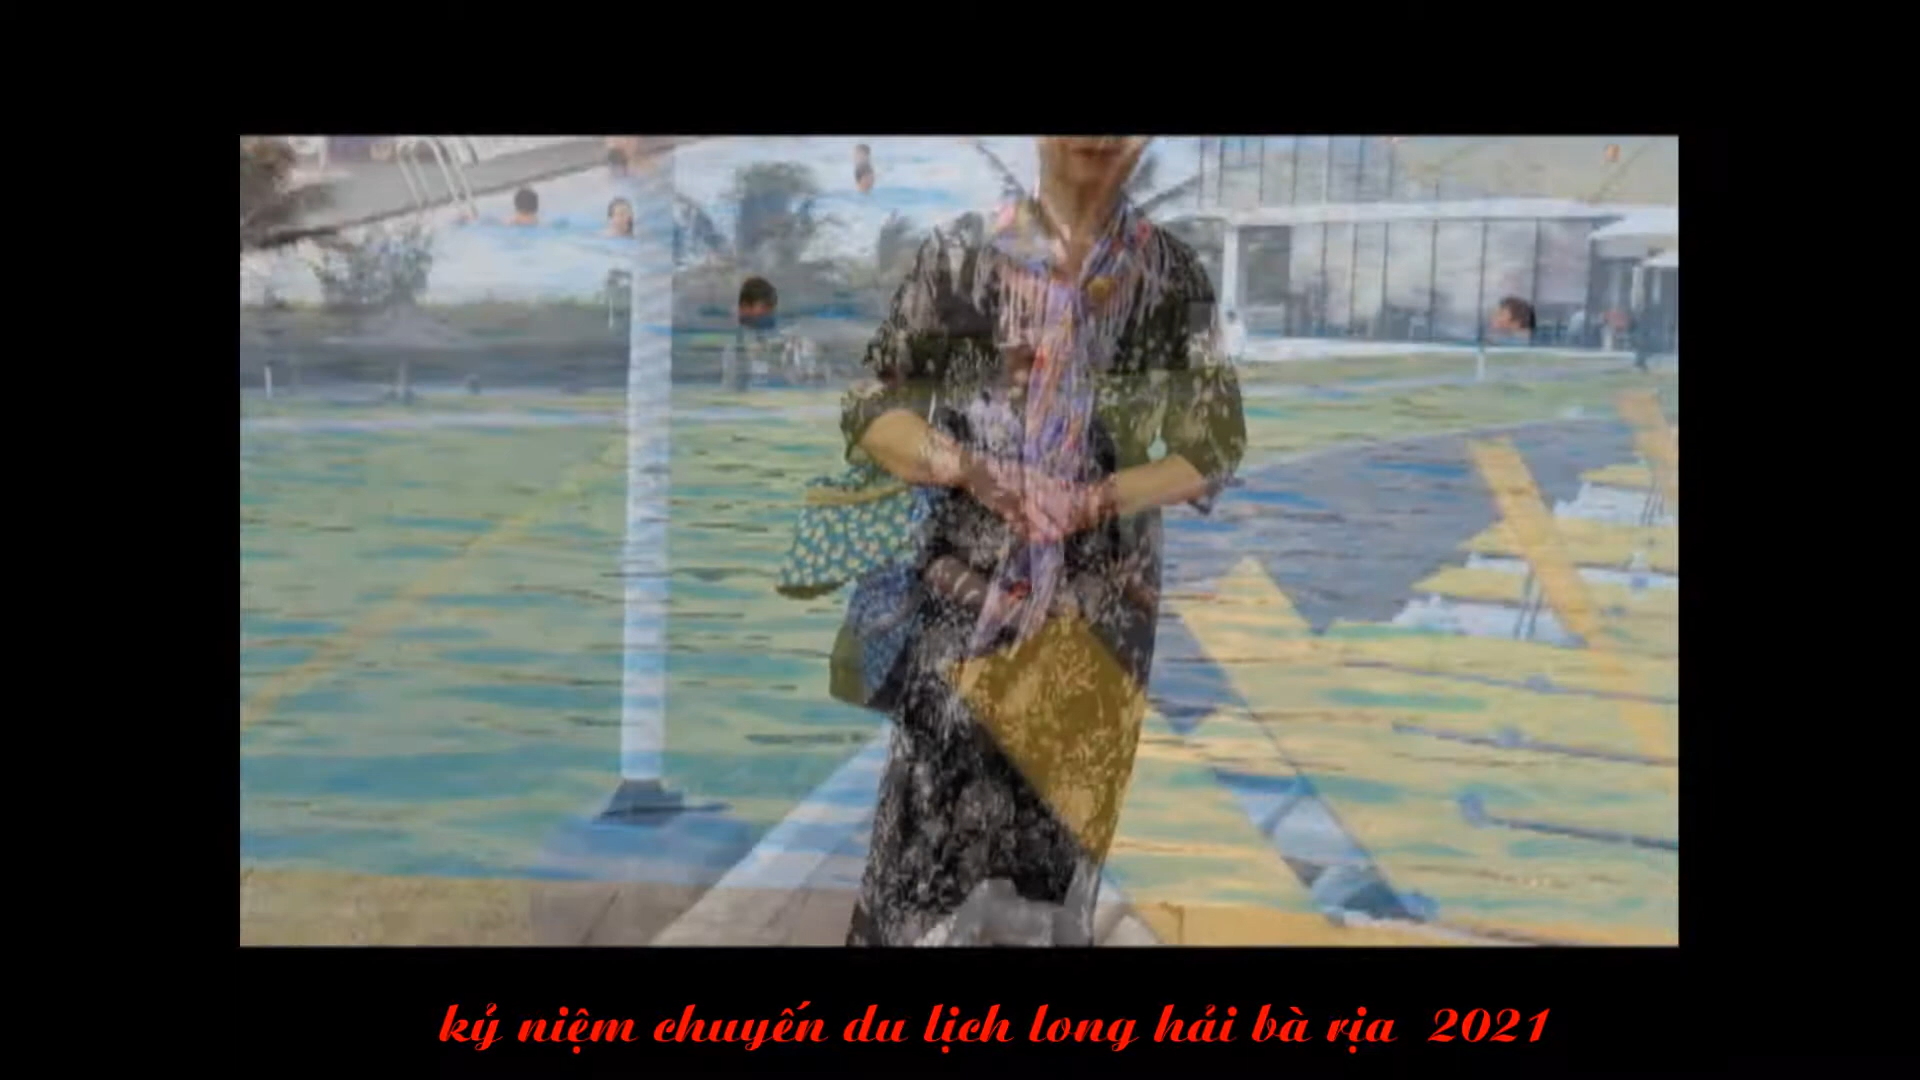 kỷ niệm chuyến du lịch long hải bà rịa 2021